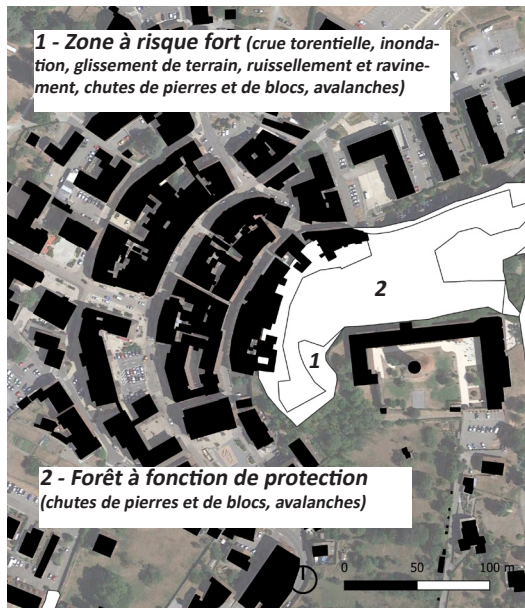 1 - Zone à risque fort (crue torentielle, inonda-
tion, glissement de terrain, ruissellement et ravine-
ment, chutes de pierres et de blocs, avalanches)
2
1
2 - Forêt à fonction de protection
(chutes de pierres et de blocs, avalanches)
0 50 100 m